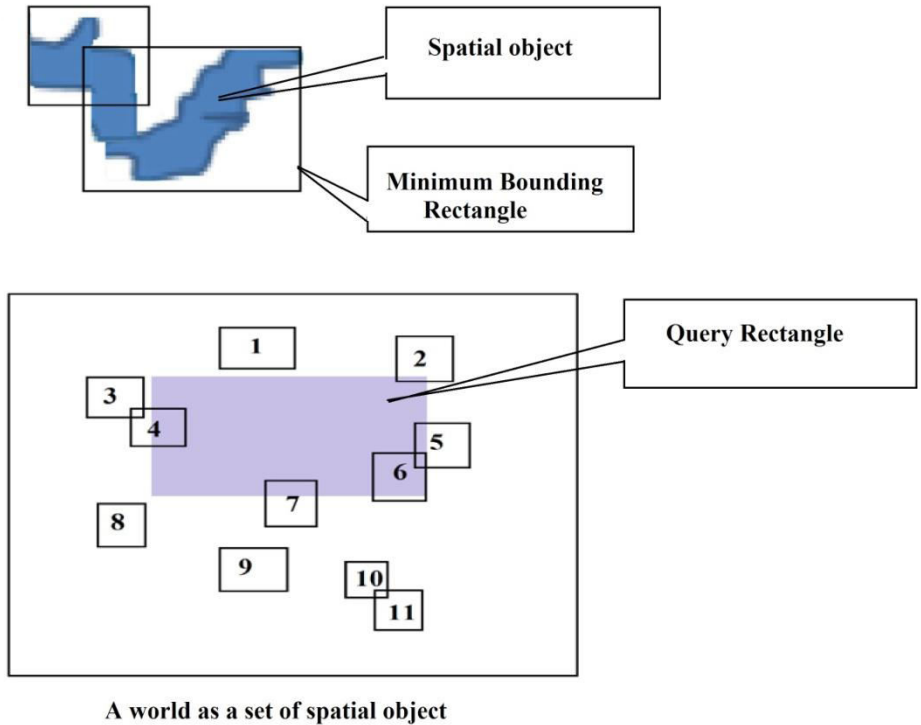 Spatial object
Minimum Bounding
Rectangle
Query Rectangle
1
2
3
4
5
6
7
8
9
10
11
A world as a set of spatial object